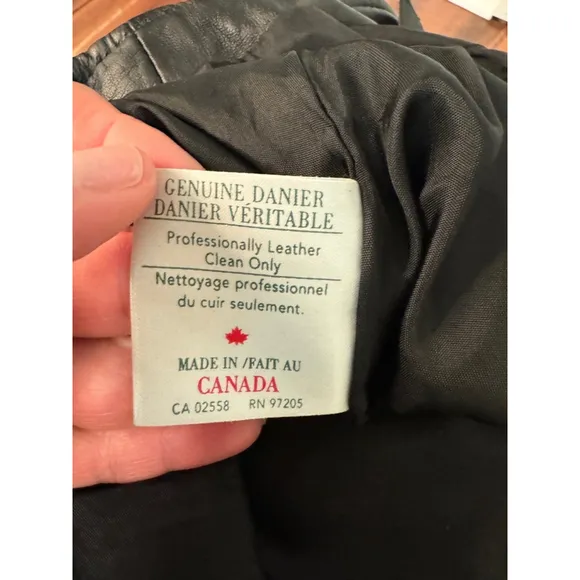 GENUINE DANIER
DANIER VÉRITABLE
Professionally Leather
Clean Only
Nettoyage professionnel
du cuir seulement.
MADE IN /FAIT AU
CANADA
CA 02558 RN 97205